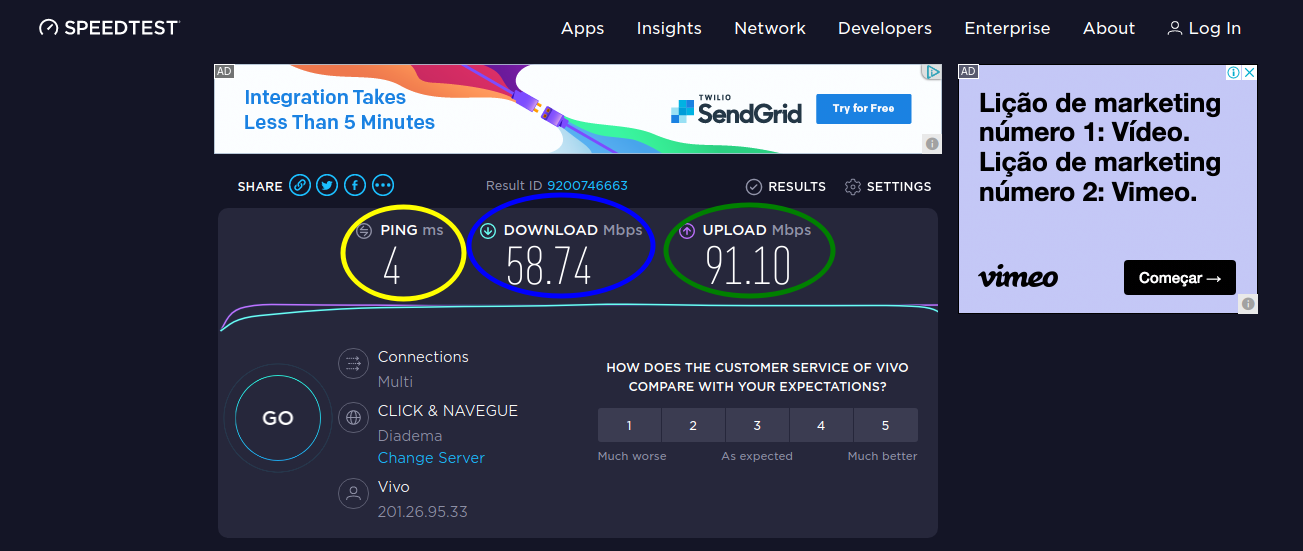 SPEEDTEST
Apps Insights Network Developers Enterprise About Log In
AD
Integration Takes
Less Than 5 Minutes
TWILIO
SendGrid
Try for Free
AD
Lição de marketing
número 1: Vídeo.
Lição de marketing
número 2: Vimeo.
vimeo
Começar →
SHARE
Result ID 9200746663
RESULTS SETTINGS
PING ms
4
DOWNLOAD Mbps
58.74
UPLOAD Mbps
91.10
GO
Connections
Multi
CLICK & NAVEGUE
Diadema
Change Server
Vivo
201.26.95.33
HOW DOES THE CUSTOMER SERVICE OF VIVO
COMPARE WITH YOUR EXPECTATIONS?
1 2 3 4 5
Much worse As expected Much better